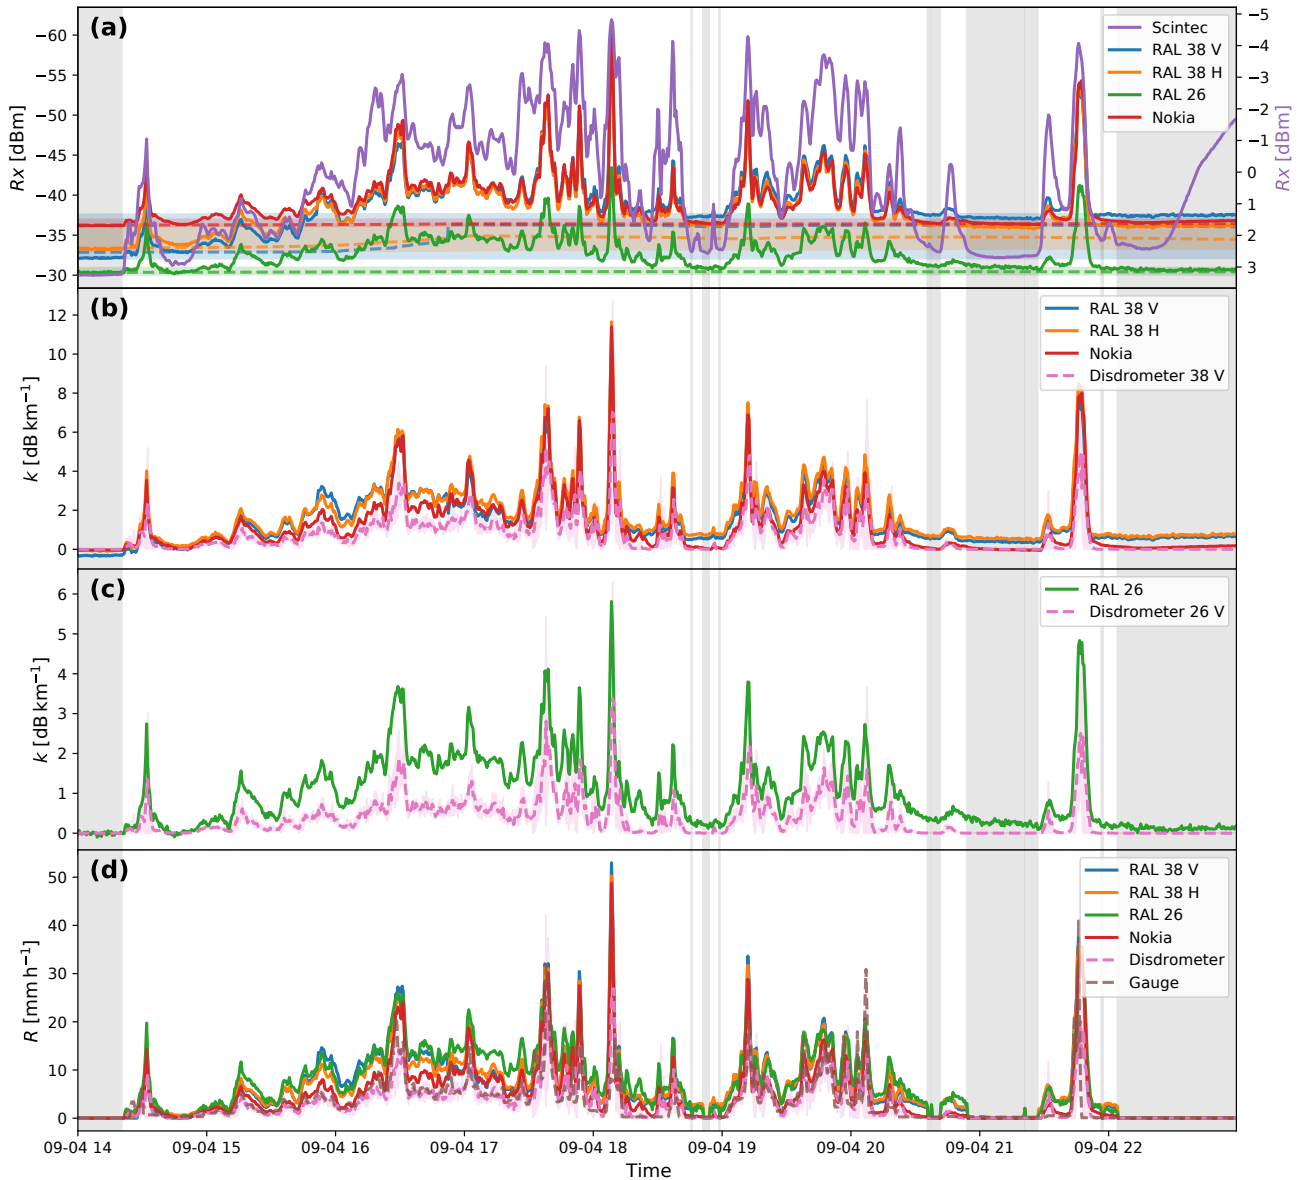 (a)
Scintec
RAL 38 V
RAL 38 H
RAL 26
Nokia
−60
−55
−50
−45
−40
−35
−30
Rx [dBm]
−5
−4
−3
−2
−1
0
1
2
3
Rx [dBm]
(b)
RAL 38 V
RAL 38 H
Nokia
Disdrometer 38 V
12
10
8
6
4
2
0
k [dB km⁻¹]
(c)
RAL 26
Disdrometer 26 V
6
5
4
3
2
1
0
k [dB km⁻¹]
(d)
RAL 38 V
RAL 38 H
RAL 26
Nokia
Disdrometer
Gauge
50
40
30
20
10
0
R [mm h⁻¹]
09-04 14 09-04 15 09-04 16 09-04 17 09-04 18 09-04 19 09-04 20 09-04 21 09-04 22
Time